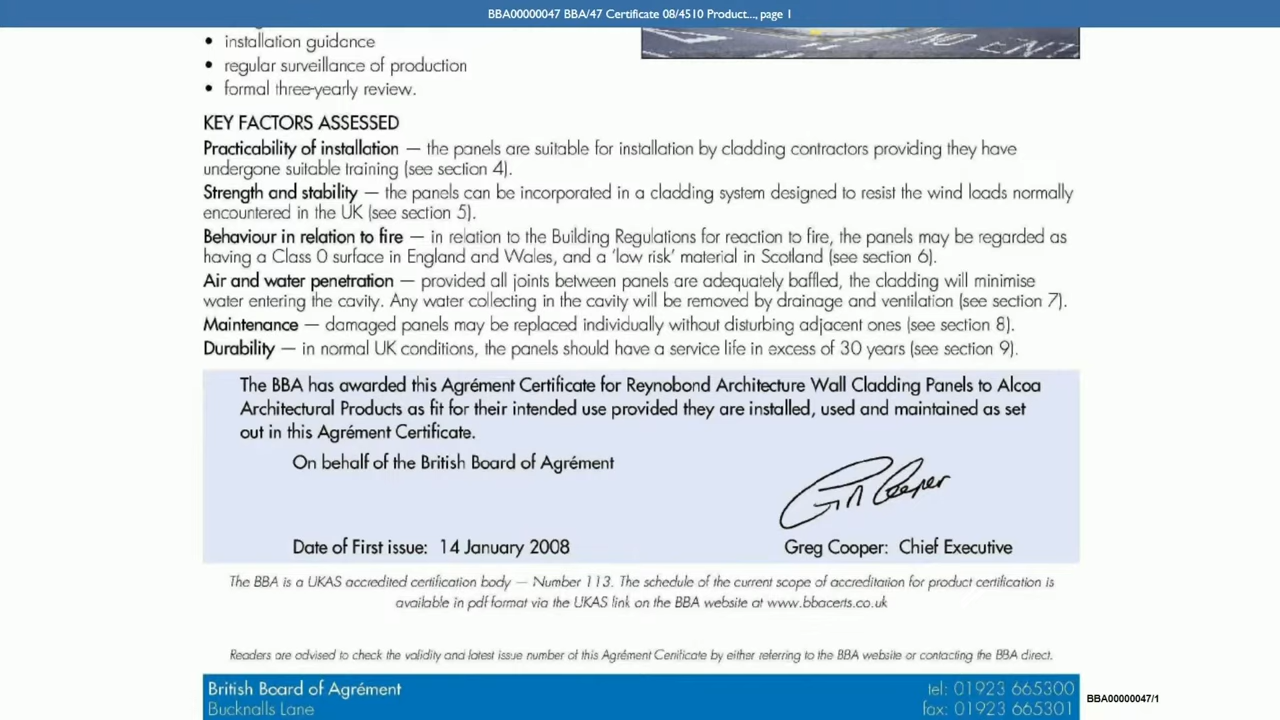 BBA00000047 BBA/47 Certificate 08/4510 Product..., page 1
NO ENT
• installation guidance
• regular surveillance of production
• formal three-yearly review.
KEY FACTORS ASSESSED
Practicability of installation — the panels are suitable for installation by cladding contractors providing they have
undergone suitable training (see section 4).
Strength and stability — the panels can be incorporated in a cladding system designed to resist the wind loads normally
encountered in the UK (see section 5).
Behaviour in relation to fire — in relation to the Building Regulations for reaction to fire, the panels may be regarded as
having a Class 0 surface in England and Wales, and a ‘low risk’ material in Scotland (see section 6).
Air and water penetration — provided all joints between panels are adequately baffled, the cladding will minimise
water entering the cavity. Any water collecting in the cavity will be removed by drainage and ventilation (see section 7).
Maintenance — damaged panels may be replaced individually without disturbing adjacent ones (see section 8).
Durability — in normal UK conditions, the panels should have a service life in excess of 30 years (see section 9).
The BBA has awarded this Agrément Certificate for Reynobond Architecture Wall Cladding Panels to Alcoa
Architectural Products as fit for their intended use provided they are installed, used and maintained as set
out in this Agrément Certificate.
On behalf of the British Board of Agrément
G Cooper
Date of First issue: 14 January 2008
Greg Cooper: Chief Executive
The BBA is a UKAS accredited certification body — Number 113. The schedule of the current scope of accreditation for product certification is
available in pdf format via the UKAS link on the BBA website at www.bbacerts.co.uk
Readers are advised to check the validity and latest issue number of this Agrément Certificate by either referring to the BBA website or contacting the BBA direct.
British Board of Agrément
tel: 01923 665300
Bucknalls Lane
fax: 01923 665301
BBA00000047/1